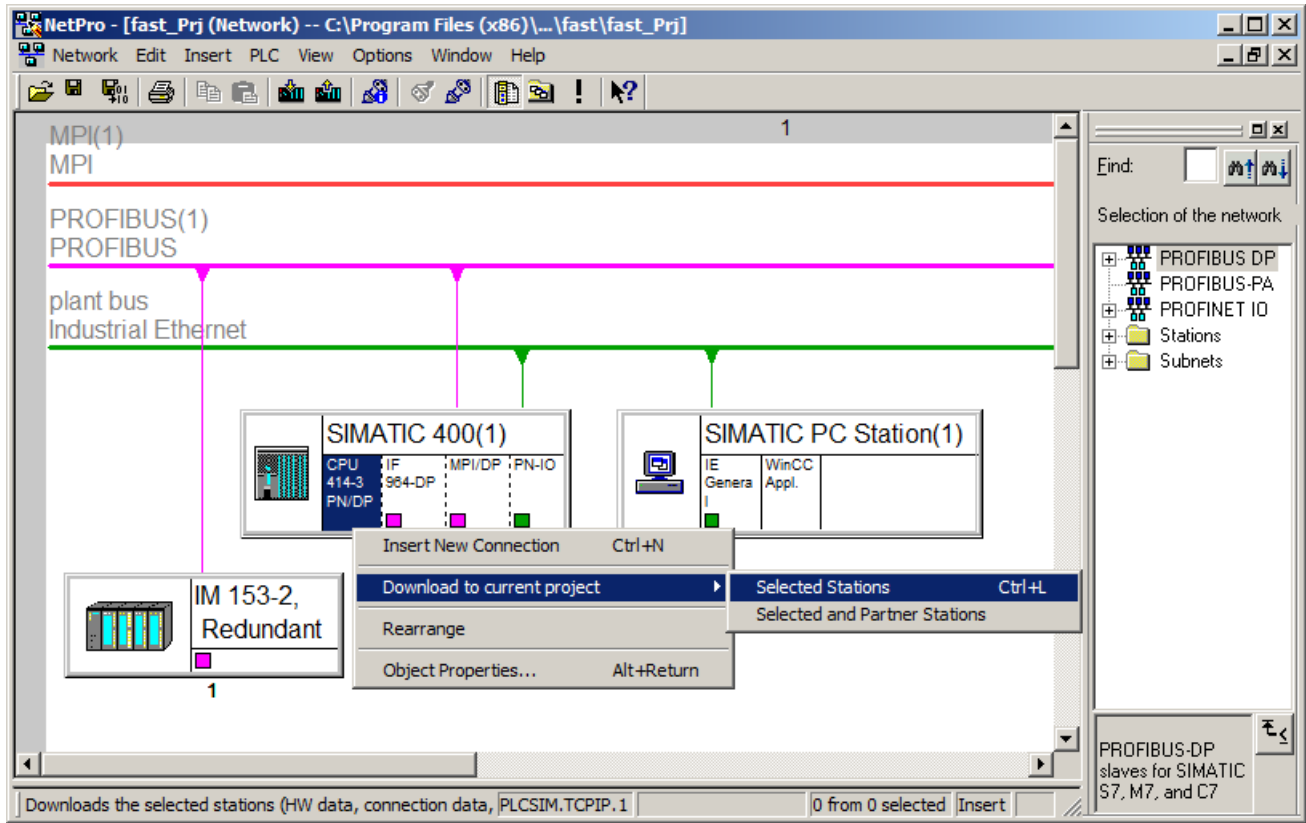 NetPro - [fast_Prj (Network) -- C:\Program Files (x86)\...\fast\fast_Prj]
Network Edit Insert PLC View Options Window Help
1
MPI(1)
MPI
PROFIBUS(1)
PROFIBUS
plant bus
Industrial Ethernet
SIMATIC 400(1)
CPU
414-3
PN/DP
IF
964-DP
MPI/DP
PN-IO
SIMATIC PC Station(1)
IE
Genera
l
WinCC
Appl.
Insert New Connection Ctrl+N
Download to current project
Selected Stations Ctrl+L
Selected and Partner Stations
Rearrange
Object Properties... Alt+Return
IM 153-2,
Redundant
1
Find:
Selection of the network
PROFIBUS DP
PROFIBUS-PA
PROFINET IO
Stations
Subnets
PROFIBUS-DP
slaves for SIMATIC
S7, M7, and C7
Downloads the selected stations (HW data, connection data, PLCSIM.TCPIP.1 0 from 0 selected Insert